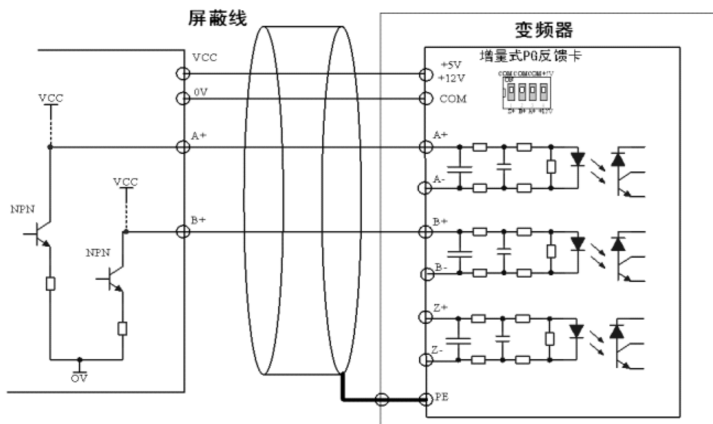 屏蔽线
变频器
增量式PG反馈卡
VCC
+5V
+12V
0V
COM
VCC
A+
A+
A-
VCC
NPN
B+
B+
NPN
B-
Z+
Z-
0V
PE